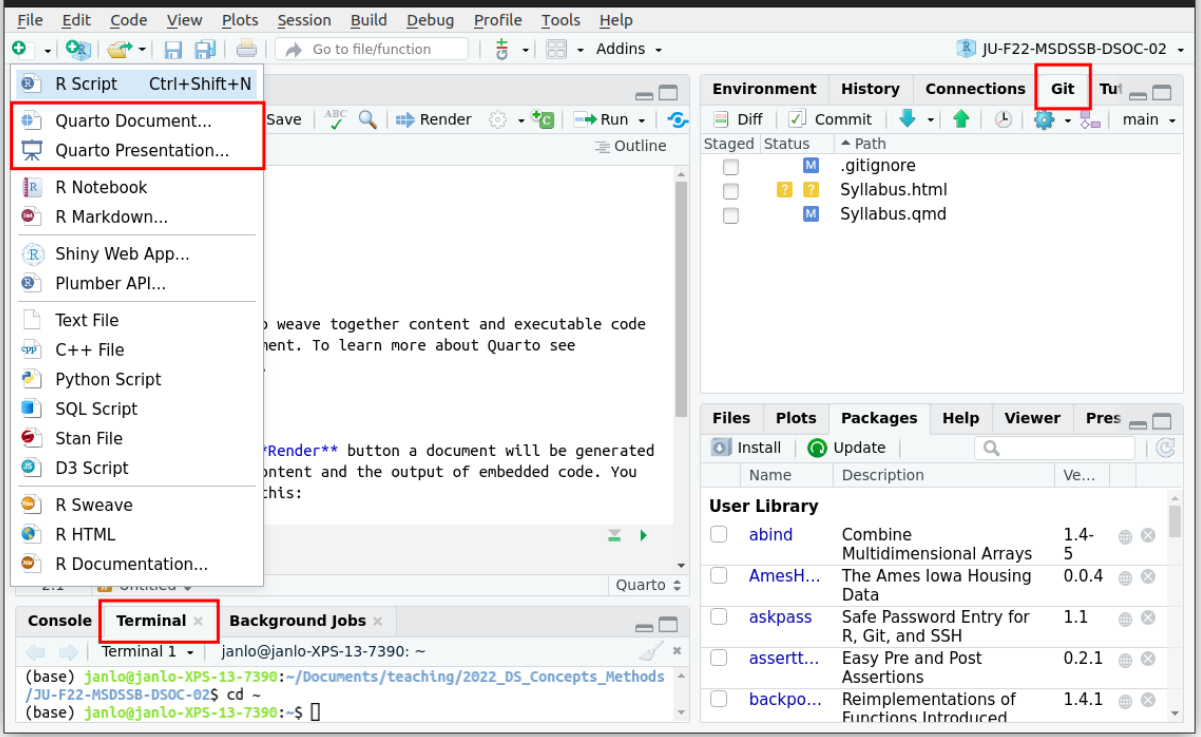 File Edit Code View Plots Session Build Debug Profile Tools Help
Go to file/function Addins JU-F22-MSDSSB-DSOC-02
R Script Ctrl+Shift+N
Quarto Document...
Quarto Presentation...
R Notebook
R Markdown...
Shiny Web App...
Plumber API...
Text File
C++ File
Python Script
SQL Script
Stan File
D3 Script
R Sweave
R HTML
R Documentation...
Save ABC Render Run
Outline
weave together content and executable code
ment. To learn more about Quarto see
*Render** button a document will be generated
ontent and the output of embedded code. You
this:
2:1 Untitled Quarto
Console Terminal Background Jobs
Terminal 1 janlo@janlo-XPS-13-7390: ~
(base) janlo@janlo-XPS-13-7390:~/Documents/teaching/2022_DS_Concepts_Methods
/JU-F22-MSDSSB-DSOC-02$ cd ~
(base) janlo@janlo-XPS-13-7390:~$
Environment History Connections Git Tut
Diff Commit main
Staged Status Path
M .gitignore
? ? Syllabus.html
M Syllabus.qmd
Files Plots Packages Help Viewer Pres
Install Update
Name Description Ve...
User Library
abind Combine 1.4-
Multidimensional Arrays 5
AmesH... The Ames Iowa Housing 0.0.4
Data
askpass Safe Password Entry for 1.1
R, Git, and SSH
assertt... Easy Pre and Post 0.2.1
Assertions
backpo... Reimplementations of 1.4.1
Functions Introduced